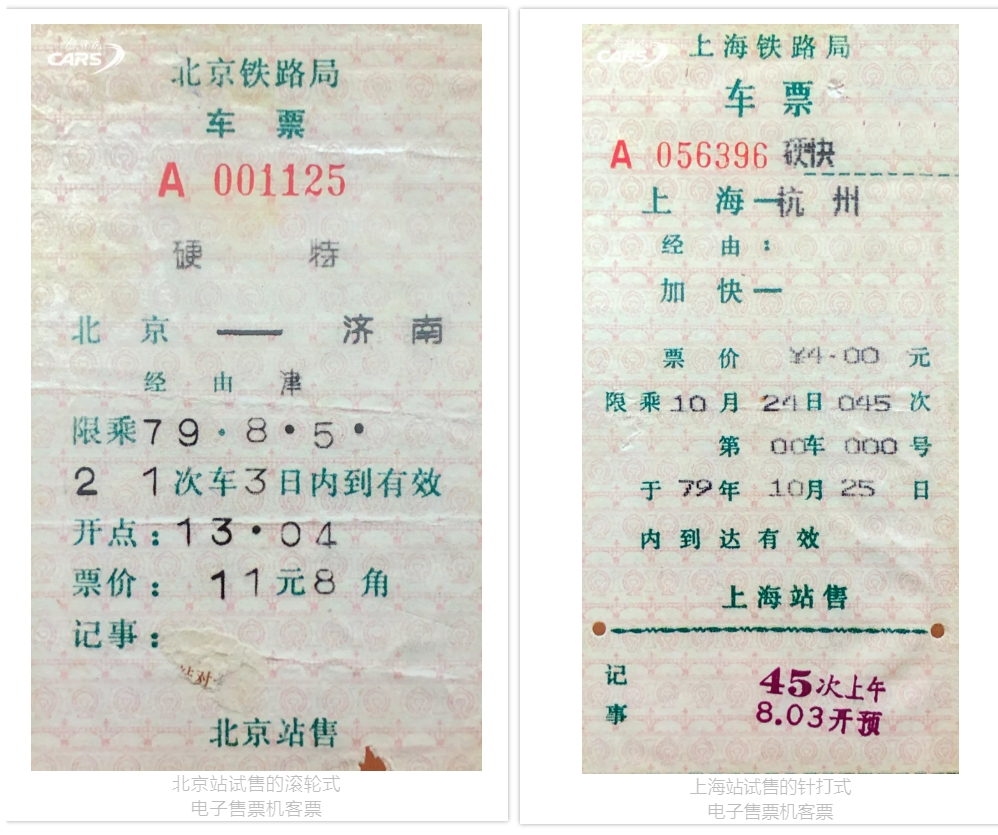 CARS
北京铁路局
车 票
A 001125
硬 特
北 京 — 济 南
经 由 津
限乘79·8·5·
2 1次车3日内到有效
开点：13·04
票价： 11元8 角
记事：
北京站售
北京站试售的滚轮式
电子售票机客票
CARS
上海铁路局
车 票
A 056396 硬快
上 海—杭 州
经 由：
加 快—
票 价 ¥4-00 元
限 乘 10 月 24日 045 次
第 00车 000 号
于 79年 10月 25 日
内 到 达 有 效
上海站售
记
事
45次上午
8.03开预
上海站试售的针打式
电子售票机客票